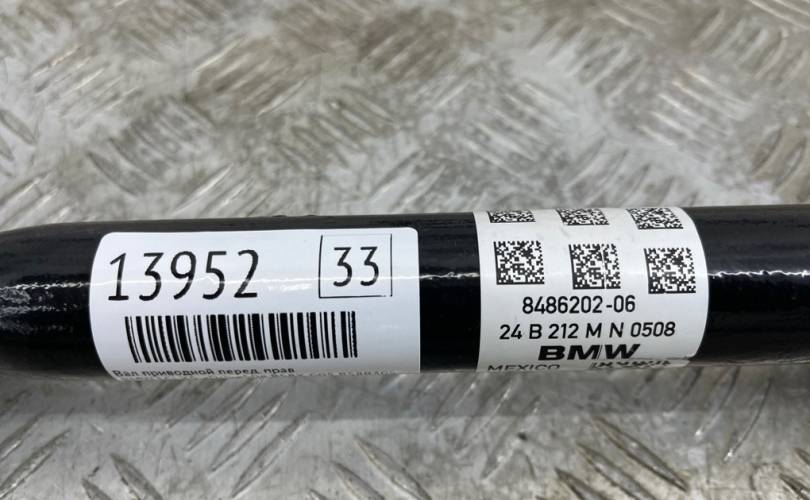 13952
33
Вал приводной перед прав
8486202-06
24 B 212 M N 0508
BMW
MEXICO